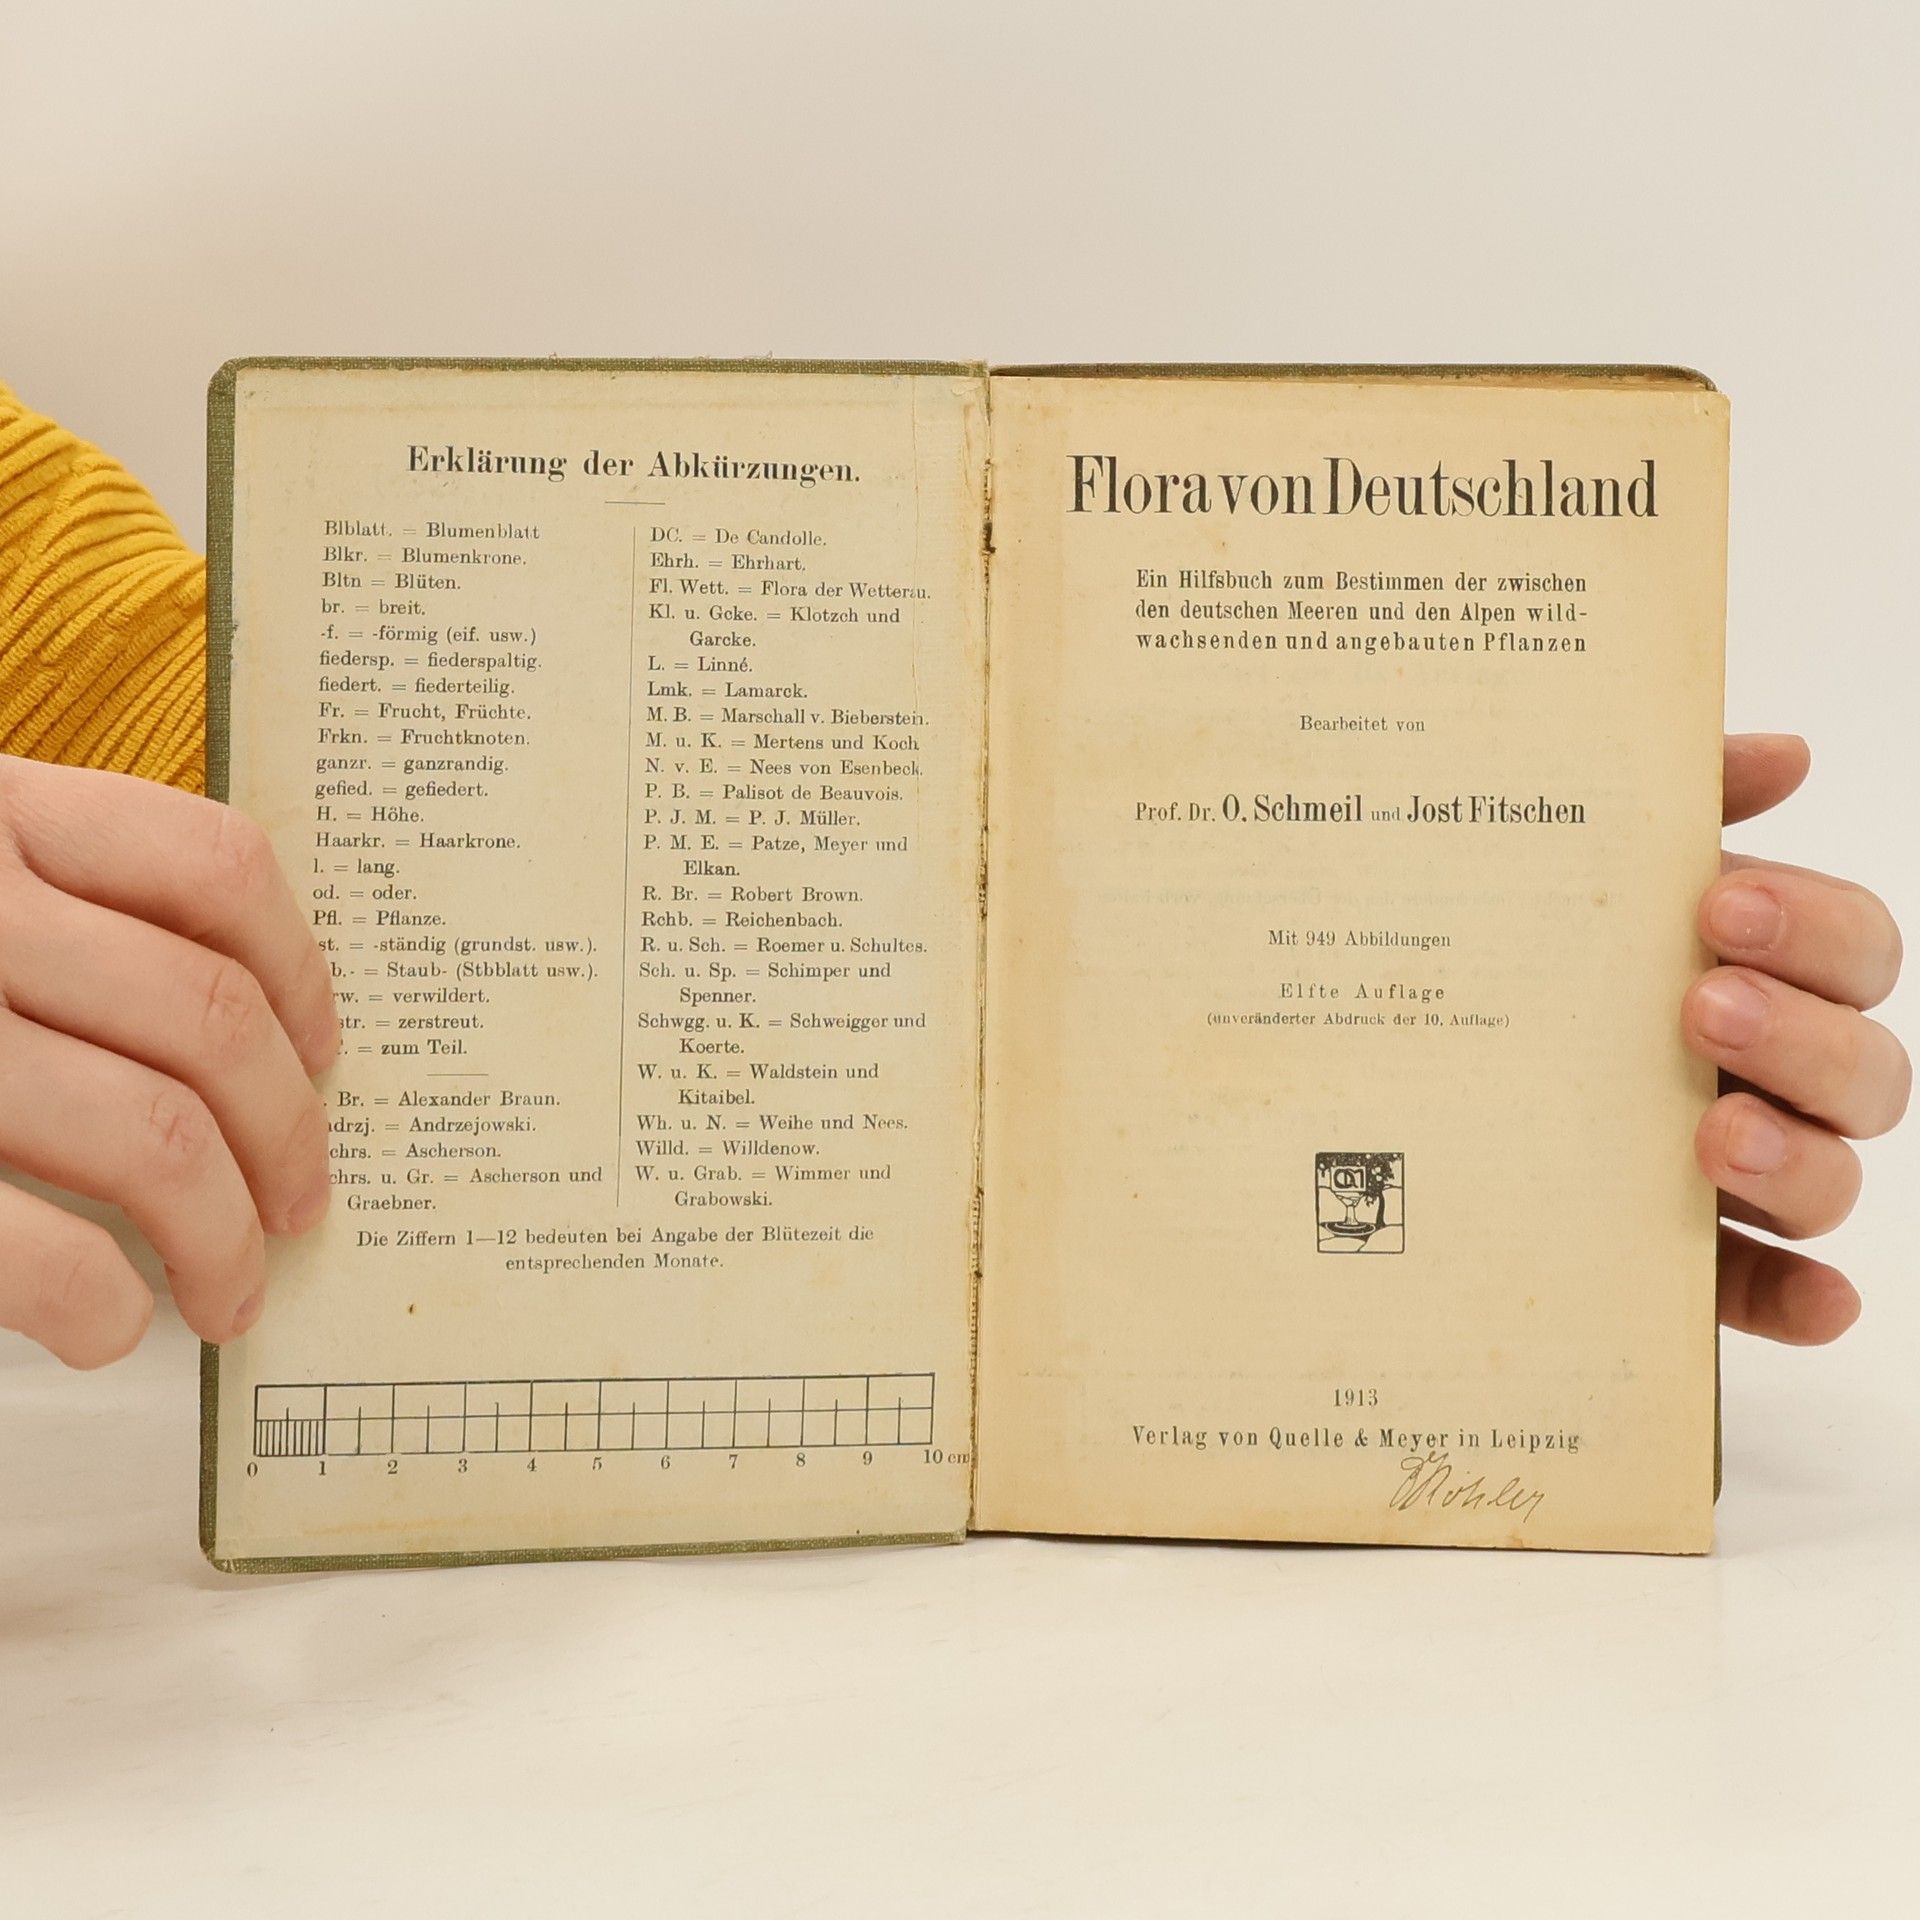 Erklärung der Abkürzungen.
Blblatt. = Blumenblatt
Blkr. = Blumenkrone.
Bltn = Blüten.
br. = breit.
-f. = -förmig (eif. usw.)
fiedersp. = fiederspaltig.
fiedert. = fiederteilig.
Fr. = Frucht, Früchte.
Frkn. = Fruchtknoten.
ganzr. = ganzrandig.
gefied. = gefiedert.
H. = Höhe.
Haarkr. = Haarkrone.
l. = lang.
od. = oder.
Pfl. = Pflanze.
st. = -ständig (grundst. usw.).
b.- = Staub- (Stbblatt usw.).
rw. = verwildert.
str. = zerstreut.
= zum Teil.
. Br. = Alexander Braun.
drzj. = Andrzejowski.
chrs. = Ascherson.
chrs. u. Gr. = Ascherson und
Graebner.
DC. = De Candolle.
Ehrh. = Ehrhart.
Fl. Wett. = Flora der Wetterau.
Kl. u. Gcke. = Klotzch und
Garcke.
L. = Linné.
Lmk. = Lamarck.
M. B. = Marschall v. Bieberstein.
M. u. K. = Mertens und Koch
N. v. E. = Nees von Esenbeck.
P. B. = Palisot de Beauvois.
P. J. M. = P. J. Müller.
P. M. E. = Patze, Meyer und
Elkan.
R. Br. = Robert Brown.
Rchb. = Reichenbach.
R. u. Sch. = Roemer u. Schultes.
Sch. u. Sp. = Schimper und
Spenner.
Schwgg. u. K. = Schweigger und
Koerte.
W. u. K. = Waldstein und
Kitaibel.
Wh. u. N. = Weihe und Nees.
Willd. = Willdenow.
W. u. Grab. = Wimmer und
Grabowski.
Die Ziffern 1—12 bedeuten bei Angabe der Blütezeit die
entsprechenden Monate.
0 1 2 3 4 5 6 7 8 9 10 cm
Flora von Deutschland
Ein Hilfsbuch zum Bestimmen der zwischen
den deutschen Meeren und den Alpen wild-
wachsenden und angebauten Pflanzen
Bearbeitet von
Prof. Dr. O. Schmeil und Jost Fitschen
Mit 949 Abbildungen
Elfte Auflage
(unveränderter Abdruck der 10. Auflage)
1913
Verlag von Quelle & Meyer in Leipzig
Köhler